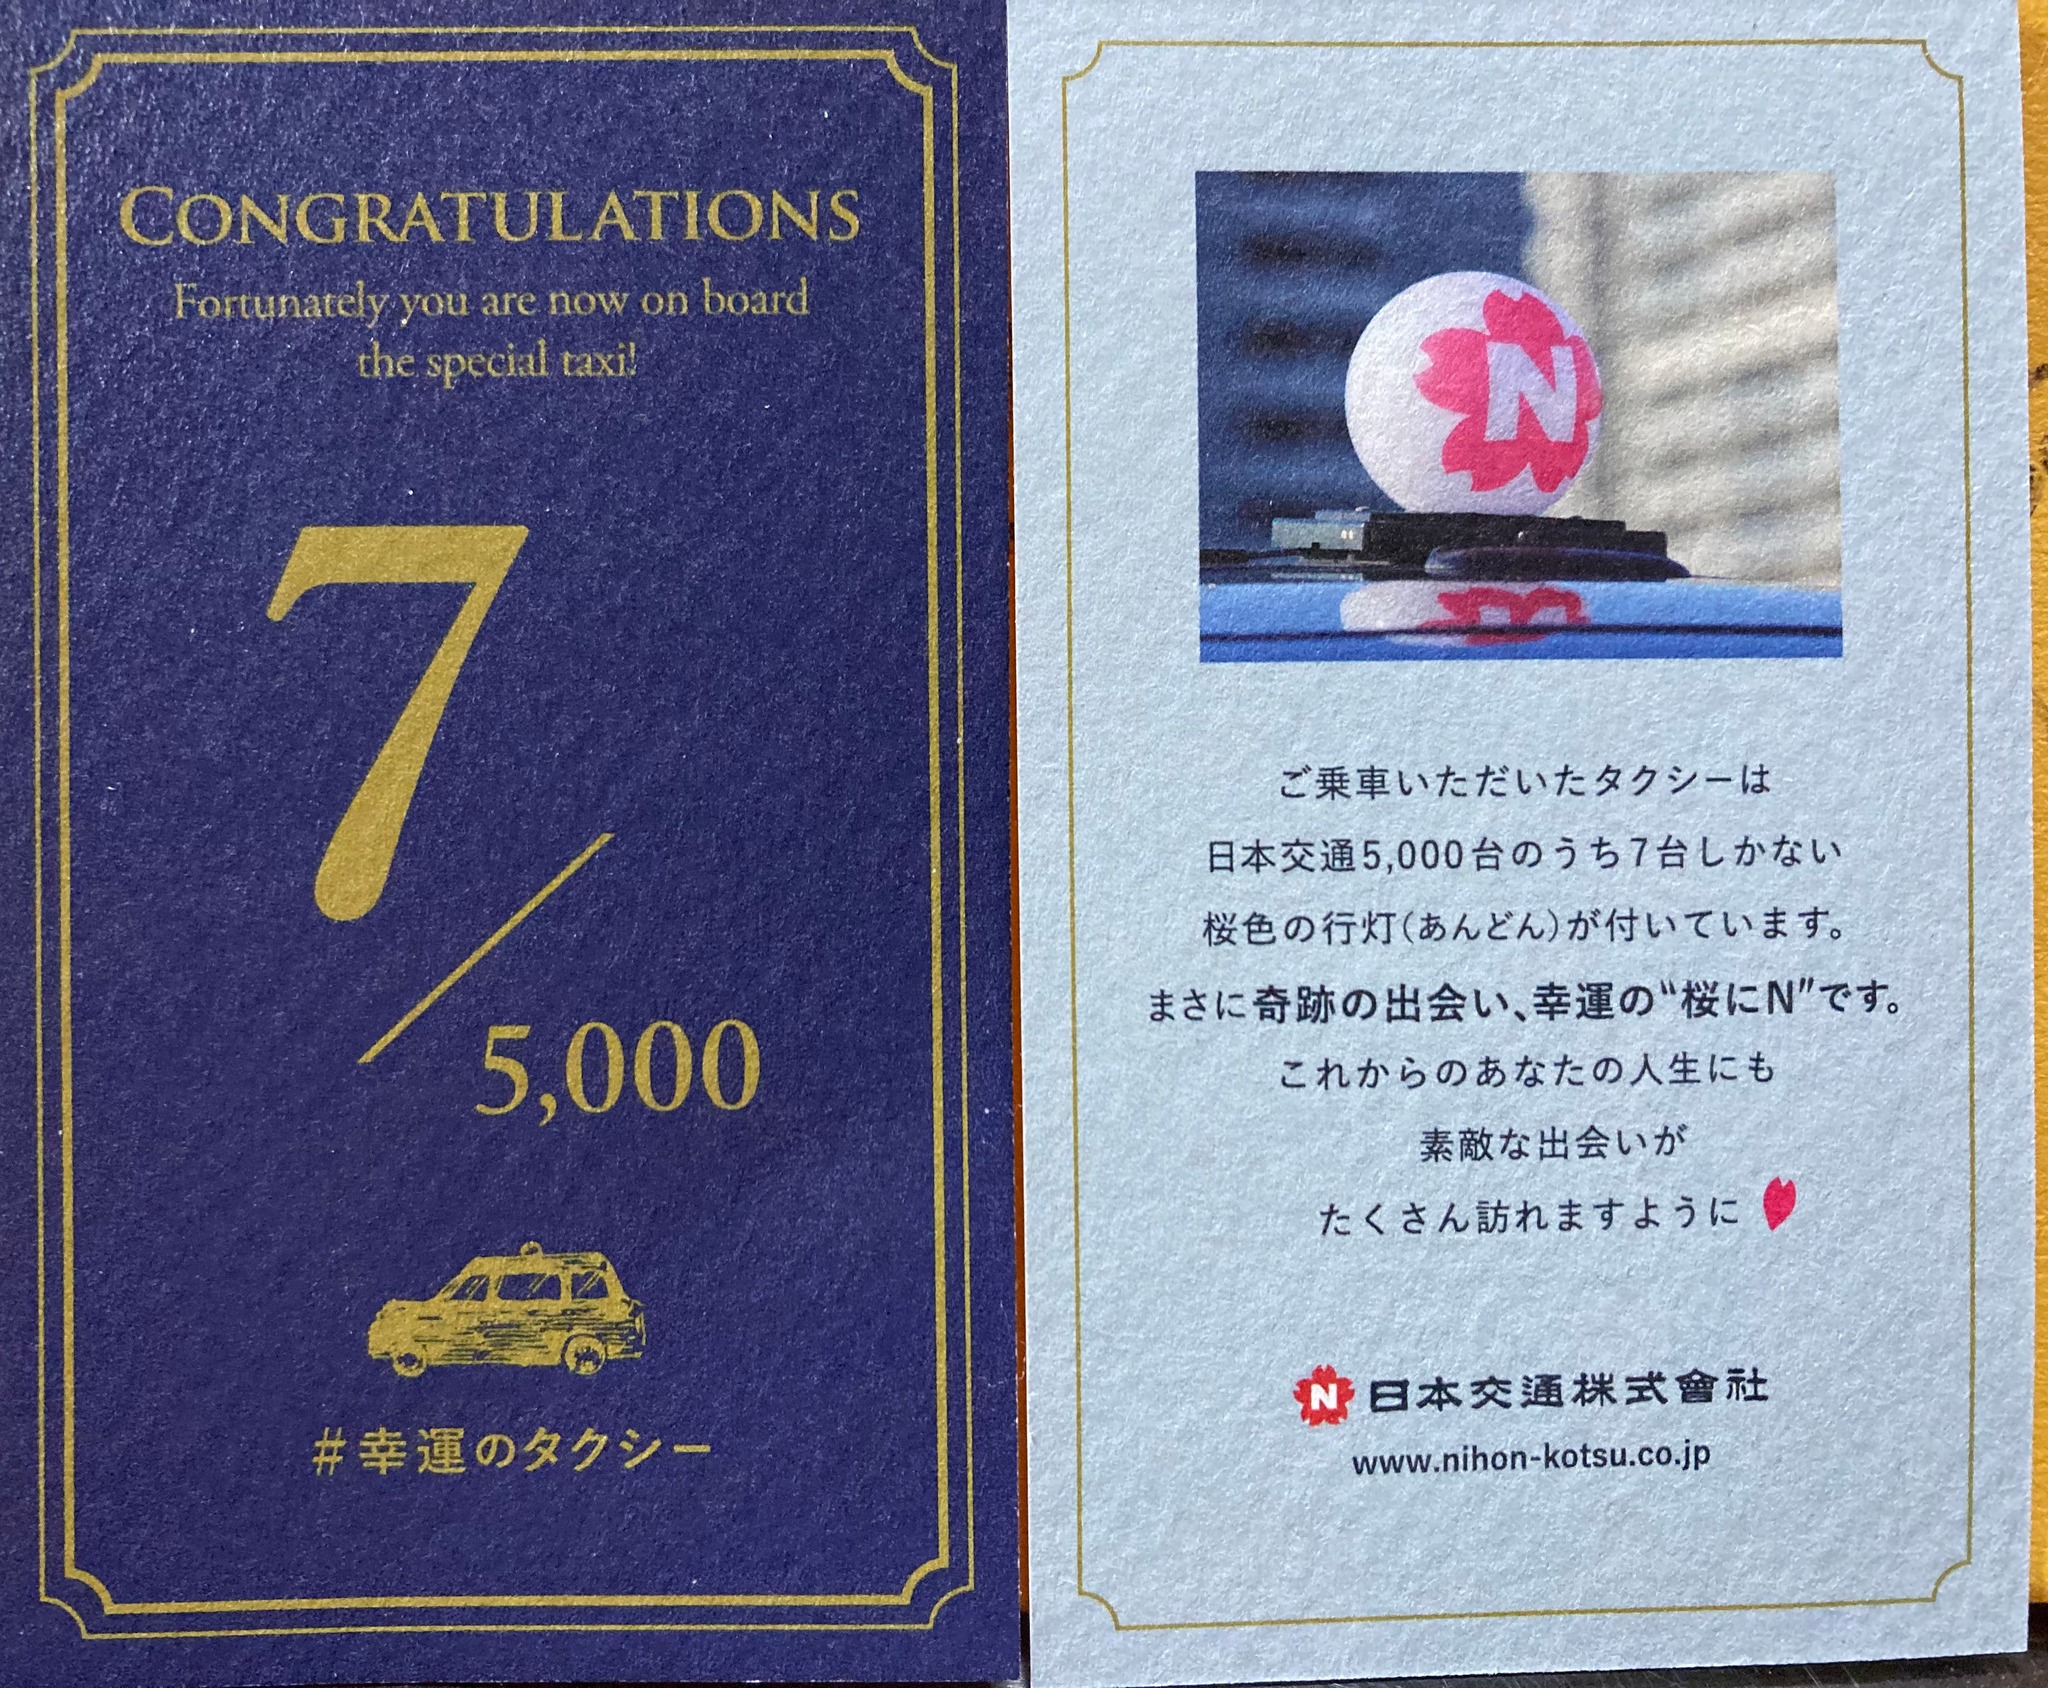 CONGRATULATIONS
Fortunately you are now on board
the special taxi!
7/5,000
#幸運のタクシー
N
ご乗車いただいたタクシーは
日本交通5,000台のうち7台しかない
桜色の行灯(あんどん)が付いています。
まさに奇跡の出会い、幸運の“桜にN”です。
これからのあなたの人生にも
素敵な出会いが
たくさん訪れますように
N 日本交通株式會社
www.nihon-kotsu.co.jp